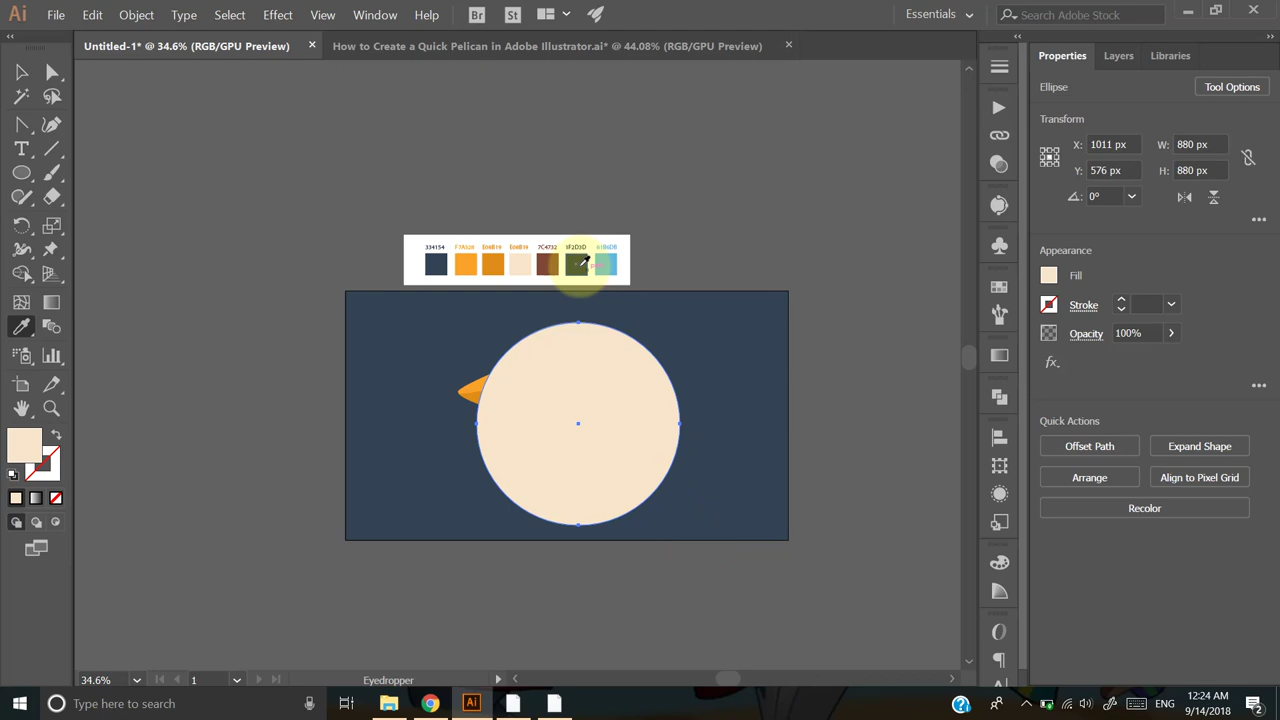 Ai File Edit Object Type Select Effect View Window Help Br St Essentials Search Adobe Stock
Untitled-1* @ 34.6% (RGB/GPU Preview) How to Create a Quick Pelican in Adobe Illustrator.ai* @ 44.08% (RGB/GPU Preview)
Properties Layers Libraries
Ellipse Tool Options
Transform
X: 1011 px W: 880 px
Y: 576 px H: 880 px
0°
334154 F7A326 7C4732
Appearance
Fill
Stroke
Opacity 100%
fx
Quick Actions
Offset Path Expand Shape
Arrange Align to Pixel Grid
Recolor
34.6% 1 Eyedropper
Type here to search Ai ENG 12:24 AM
9/14/2018 2